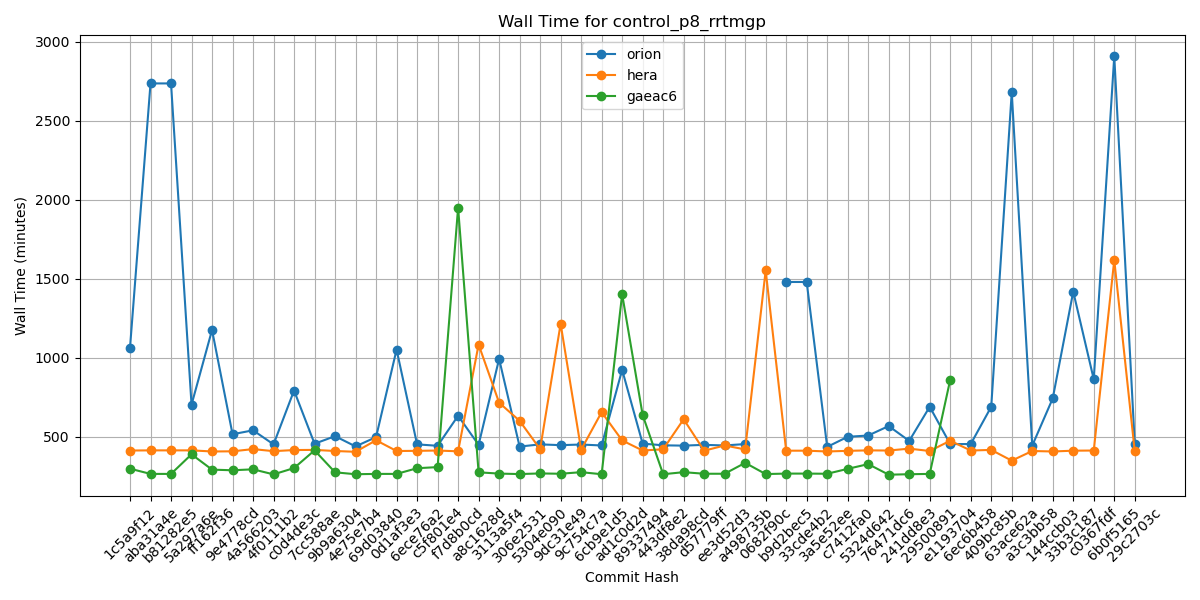 Wall Time for control_p8_rrtmgp
orion
hera
gaeac6
Wall Time (minutes)
3000
2500
2000
1500
1000
500
1c5a9f12
aba311a4e
b81282e5
5a297a6e
ff162f36
9e4778cd
4a566203
4f0111b2
c0d4de3c
7cc588ae
9b9a6304
4e75e7b4
69d03840
0d1af3e3
6ece76a2
c5f801e4
f7d8b0cd
a8c1628d
3113a5f4
306e2531
5304e090
9dc31e49
9c754c7a
6cb9e1d5
ad1c0d2d
89337494
443df8e2
38da98cd
d57779ff
ee3d52d3
a498735b
0682f90c
b9d2bec5
33cde4b2
3a5e52ee
c7412fa0
5324d642
76471dc6
241dd8e3
29500891
e1193704
6ec6b458
409bc85b
63ace62a
a3c3bb58
144ccb03
33b3c187
c0367fdf
6b0f5165
29c2703c
Commit Hash